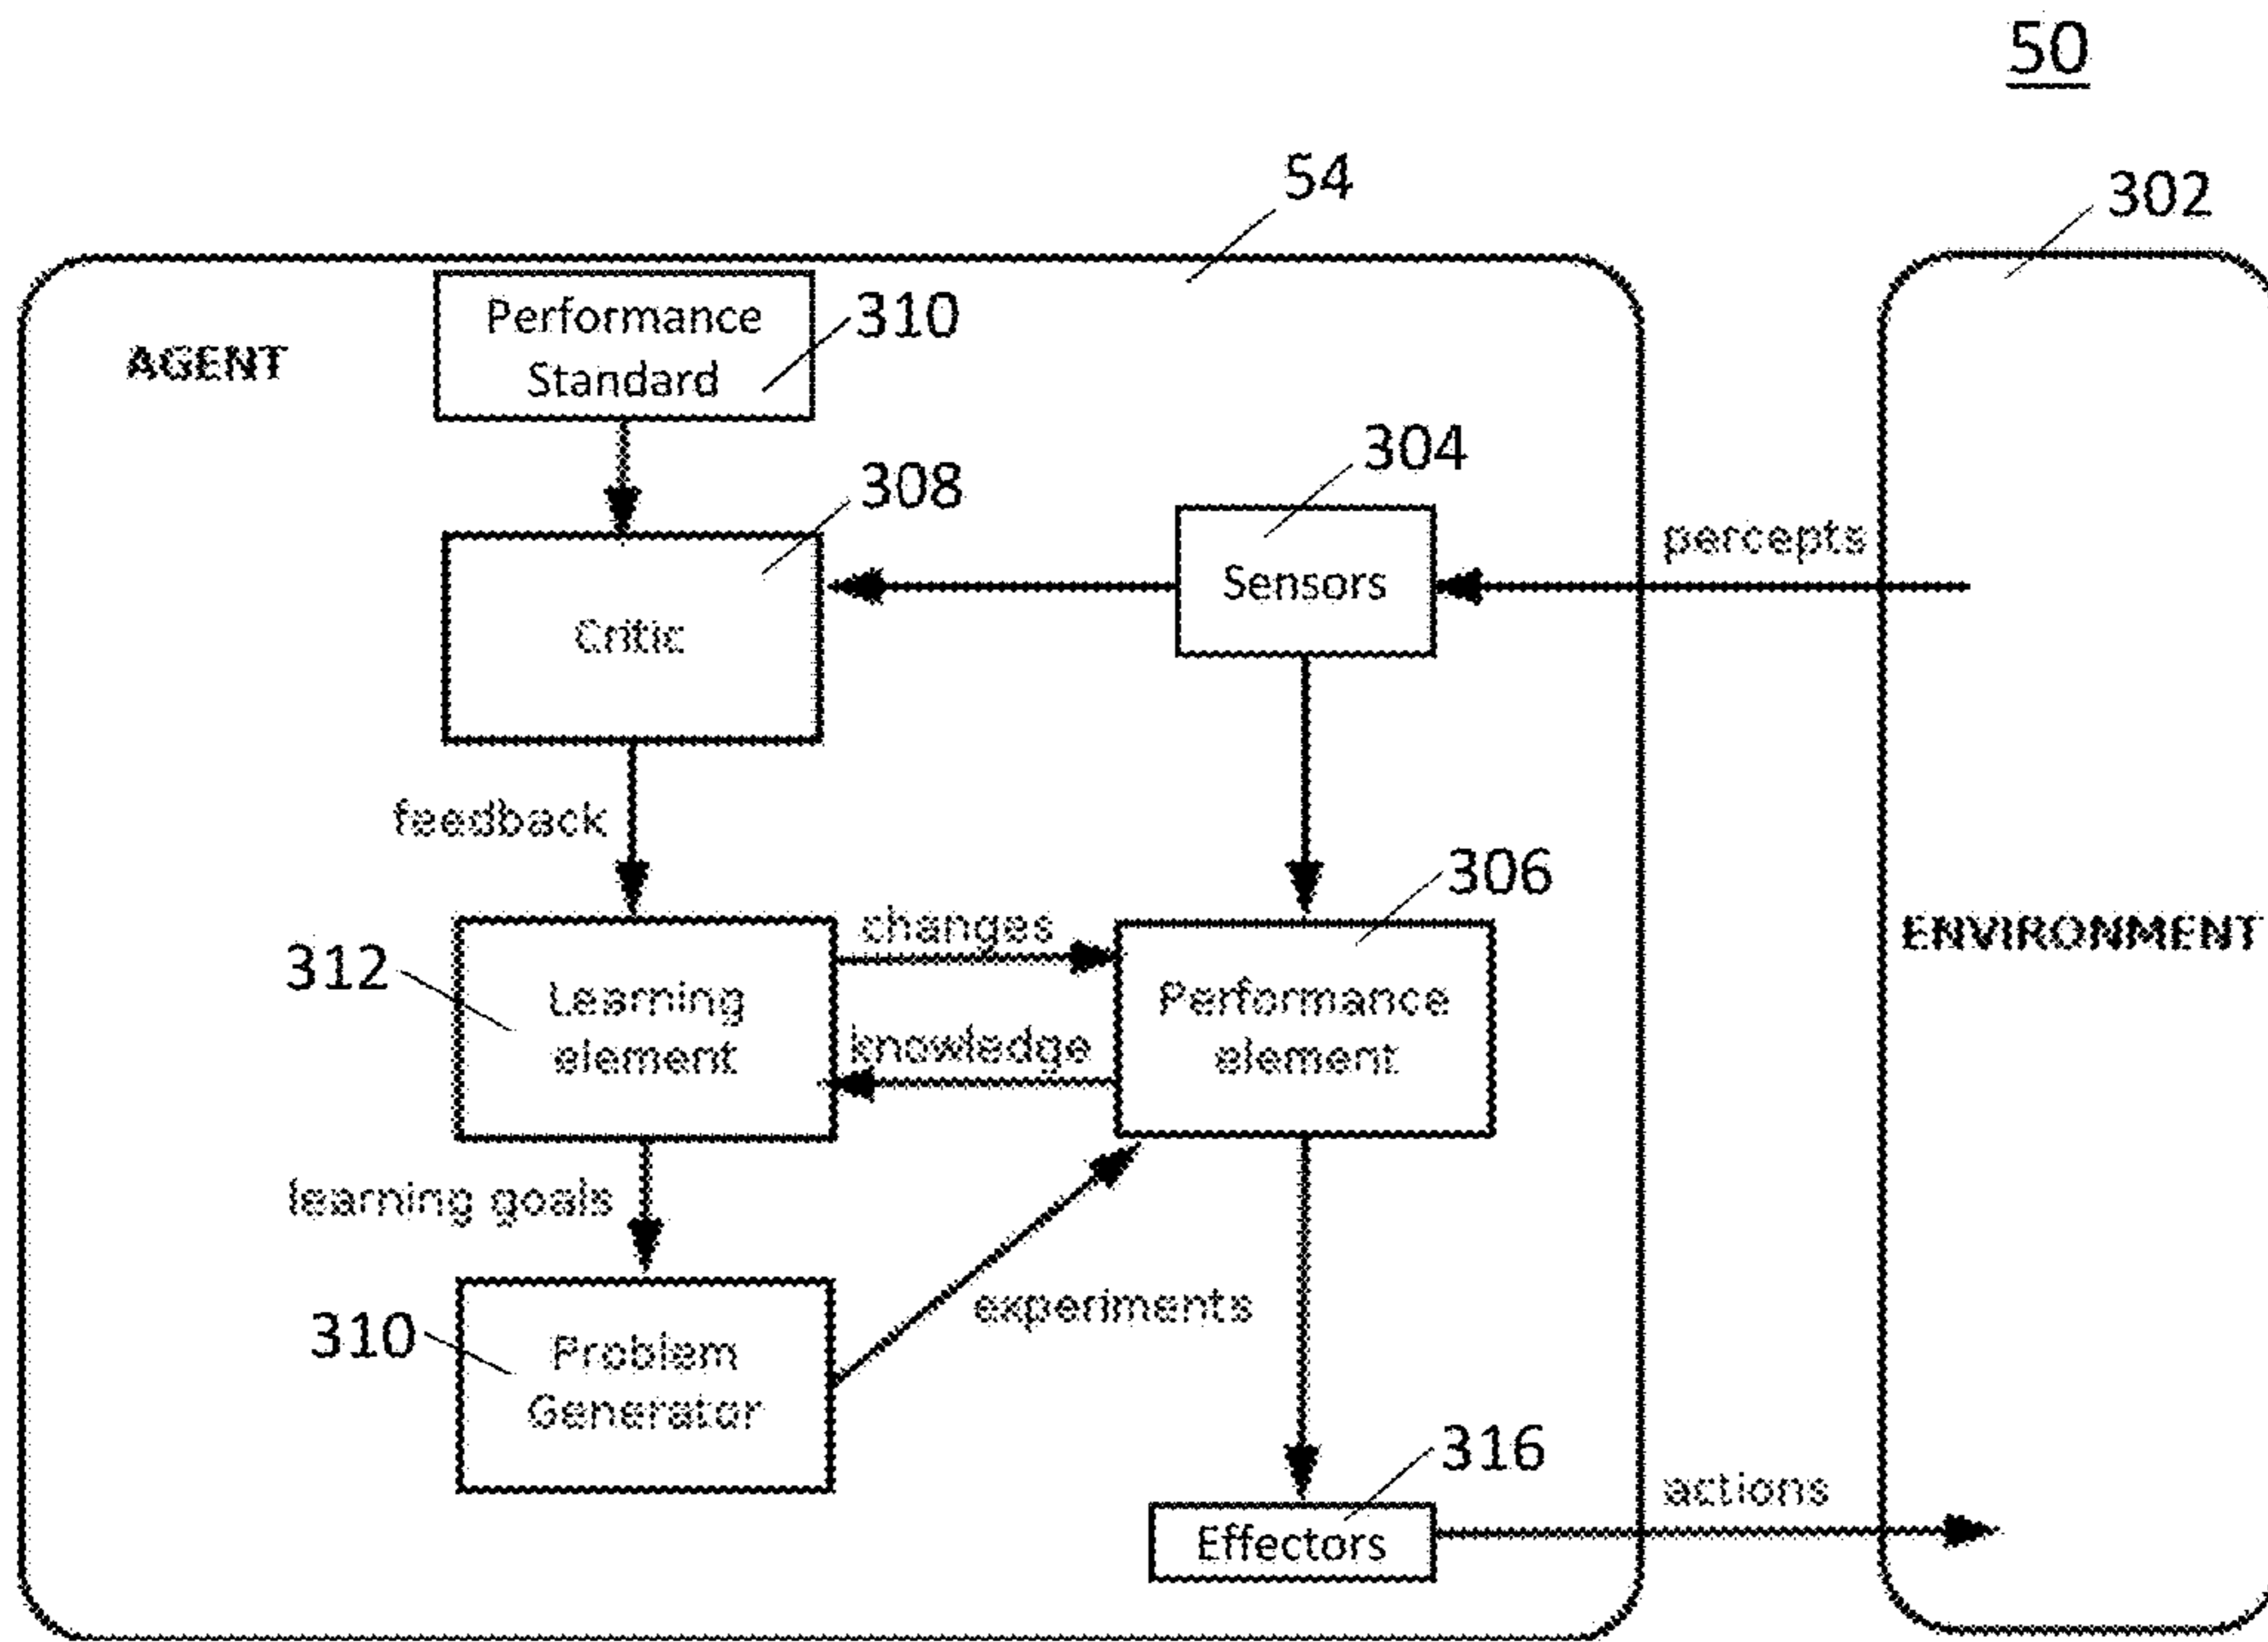 50
54
302
Performance
Standard
310
AGENT
304
308
Sensors
percepts
Critic
feedback
306
changes
ENVIRONMENT
312
Learning
element
Performance
element
knowledge
learning goals
experiments
310
Problem
Generator
316
actions
Effectors